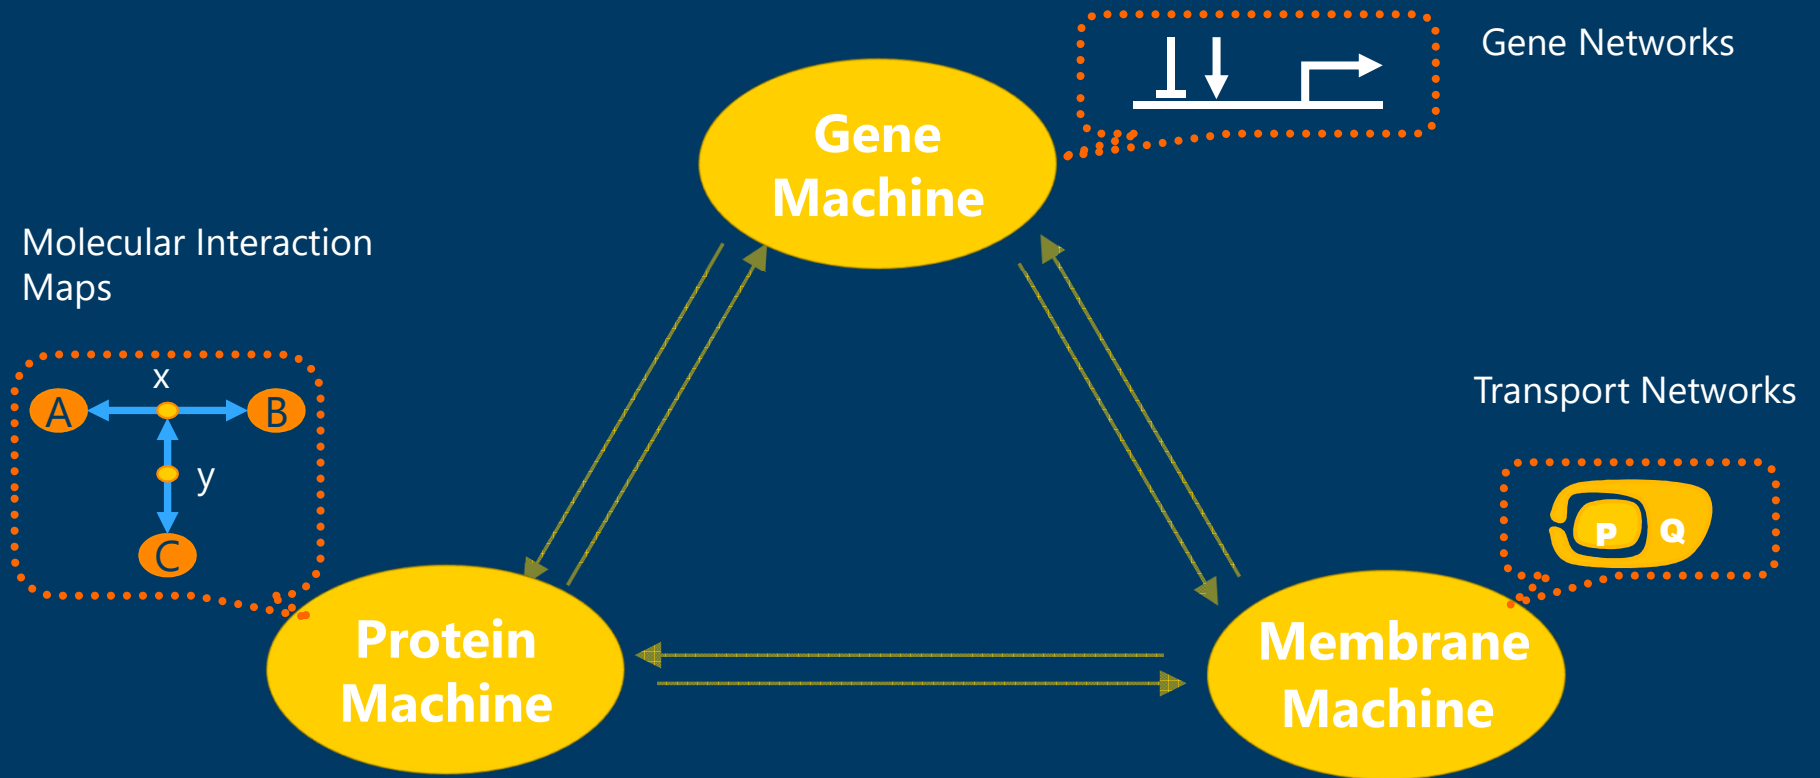 Gene Networks
Gene
Machine
Molecular Interaction
Maps
x
A
B
y
C
Transport Networks
P
Q
Protein
Machine
Membrane
Machine